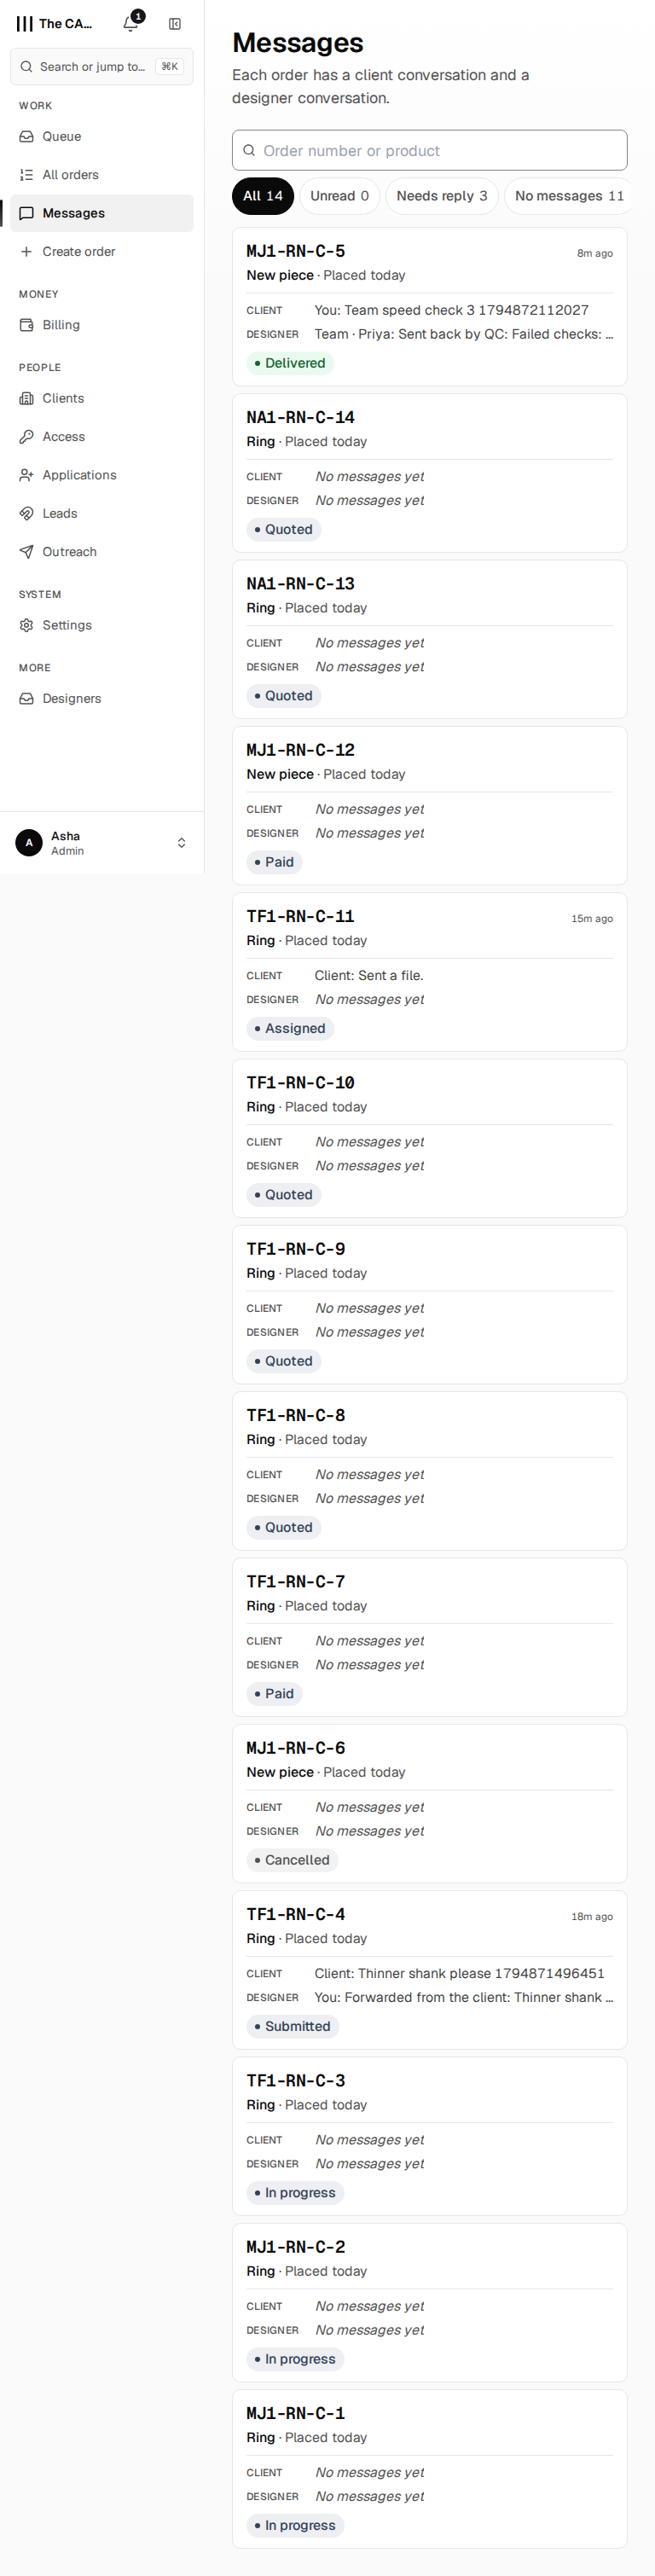 The CA...
1
Search or jump to... ⌘K
WORK
Queue
All orders
Messages
Create order
MONEY
Billing
PEOPLE
Clients
Access
Applications
Leads
Outreach
SYSTEM
Settings
MORE
Designers
A
Asha
Admin
Messages
Each order has a client conversation and a
designer conversation.
Order number or product
All 14 Unread 0 Needs reply 3 No messages 11
MJ1-RN-C-5 8m ago
New piece · Placed today
CLIENT You: Team speed check 3 1794872112027
DESIGNER Team · Priya: Sent back by QC: Failed checks: ...
Delivered
NA1-RN-C-14
Ring · Placed today
CLIENT No messages yet
DESIGNER No messages yet
Quoted
NA1-RN-C-13
Ring · Placed today
CLIENT No messages yet
DESIGNER No messages yet
Quoted
MJ1-RN-C-12
New piece · Placed today
CLIENT No messages yet
DESIGNER No messages yet
Paid
TF1-RN-C-11 15m ago
Ring · Placed today
CLIENT Client: Sent a file.
DESIGNER No messages yet
Assigned
TF1-RN-C-10
Ring · Placed today
CLIENT No messages yet
DESIGNER No messages yet
Quoted
TF1-RN-C-9
Ring · Placed today
CLIENT No messages yet
DESIGNER No messages yet
Quoted
TF1-RN-C-8
Ring · Placed today
CLIENT No messages yet
DESIGNER No messages yet
Quoted
TF1-RN-C-7
Ring · Placed today
CLIENT No messages yet
DESIGNER No messages yet
Paid
MJ1-RN-C-6
New piece · Placed today
CLIENT No messages yet
DESIGNER No messages yet
Cancelled
TF1-RN-C-4 18m ago
Ring · Placed today
CLIENT Client: Thinner shank please 1794871496451
DESIGNER You: Forwarded from the client: Thinner shank ...
Submitted
TF1-RN-C-3
Ring · Placed today
CLIENT No messages yet
DESIGNER No messages yet
In progress
MJ1-RN-C-2
Ring · Placed today
CLIENT No messages yet
DESIGNER No messages yet
In progress
MJ1-RN-C-1
Ring · Placed today
CLIENT No messages yet
DESIGNER No messages yet
In progress